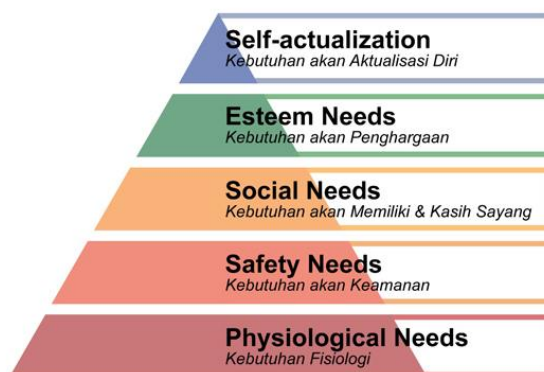 Self-actualization
Kebutuhan akan Aktualisasi Diri
Esteem Needs
Kebutuhan akan Penghargaan
Social Needs
Kebutuhan akan Memiliki & Kasih Sayang
Safety Needs
Kebutuhan akan Keamanan
Physiological Needs
Kebutuhan Fisiologi